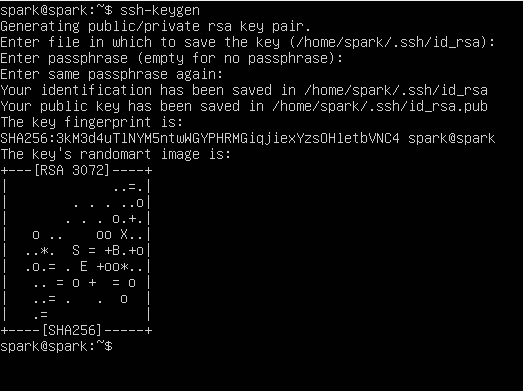 spark@spark:~$ ssh-keygen
Generating public/private rsa key pair.
Enter file in which to save the key (/home/spark/.ssh/id_rsa):
Enter passphrase (empty for no passphrase):
Enter same passphrase again:
Your identification has been saved in /home/spark/.ssh/id_rsa
Your public key has been saved in /home/spark/.ssh/id_rsa.pub
The key fingerprint is:
SHA256:3kM3d4uTlNYM5ntwWGYPHRMGiqjiexYzsOHletbVNC4 spark@spark
The key's randomart image is:
+---[RSA 3072]----+
|             ..=.|
|        . . . ..o|
|       . . . o.+.|
|   o ..    oo X..|
|  ..*.  S = +B.+o|
|  .o.= . E +oo*..|
|   .. = o +  = o |
|   ..= .   .  o  |
|   .=            |
+----[SHA256]-----+
spark@spark:~$